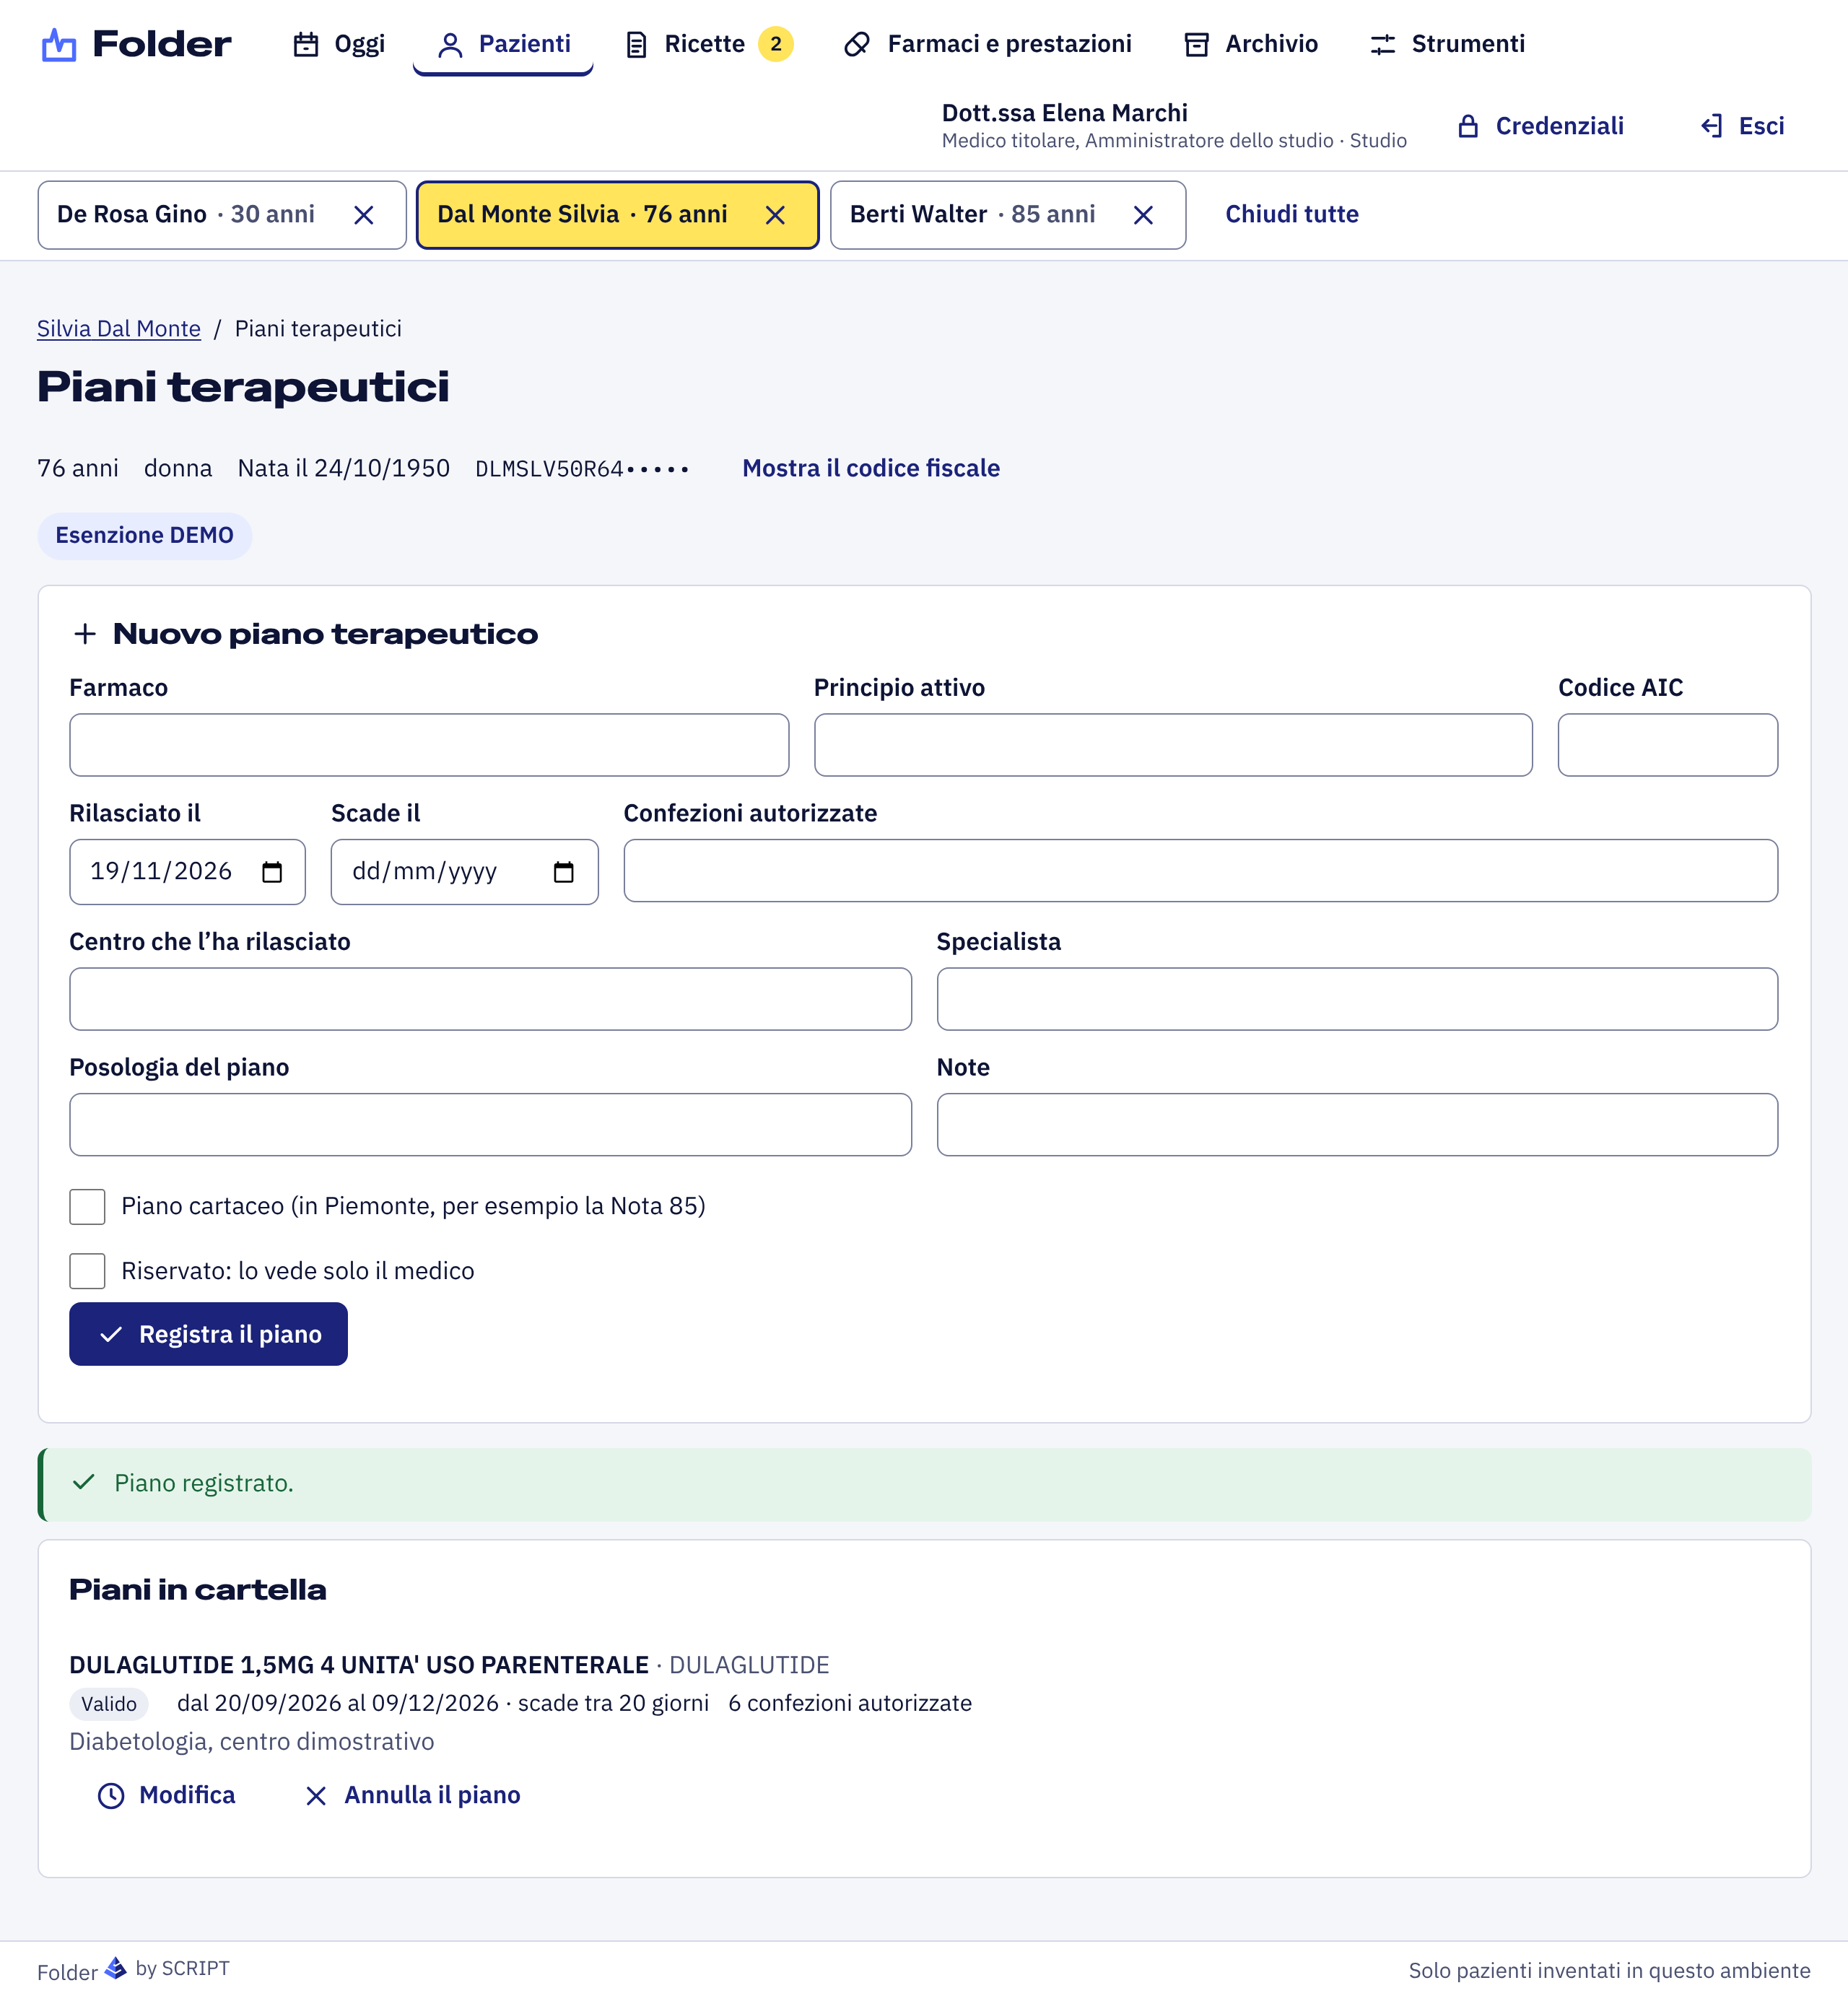 Folder
Oggi
Pazienti
Ricette 2
Farmaci e prestazioni
Archivio
Strumenti
Dott.ssa Elena Marchi
Medico titolare, Amministratore dello studio · Studio
Credenziali
Esci
De Rosa Gino · 30 anni
Dal Monte Silvia · 76 anni
Berti Walter · 85 anni
Chiudi tutte
Silvia Dal Monte / Piani terapeutici
Piani terapeutici
76 anni donna Nata il 24/10/1950 DLMSLV50R64••••• Mostra il codice fiscale
Esenzione DEMO
Nuovo piano terapeutico
Farmaco
Principio attivo
Codice AIC
Rilasciato il
Scade il
Confezioni autorizzate
19/11/2026
dd/mm/yyyy
Centro che l’ha rilasciato
Specialista
Posologia del piano
Note
Piano cartaceo (in Piemonte, per esempio la Nota 85)
Riservato: lo vede solo il medico
Registra il piano
Piano registrato.
Piani in cartella
DULAGLUTIDE 1,5MG 4 UNITA' USO PARENTERALE · DULAGLUTIDE
Valido dal 20/09/2026 al 09/12/2026 · scade tra 20 giorni 6 confezioni autorizzate
Diabetologia, centro dimostrativo
Modifica
Annulla il piano
Folder by SCRIPT
Solo pazienti inventati in questo ambiente